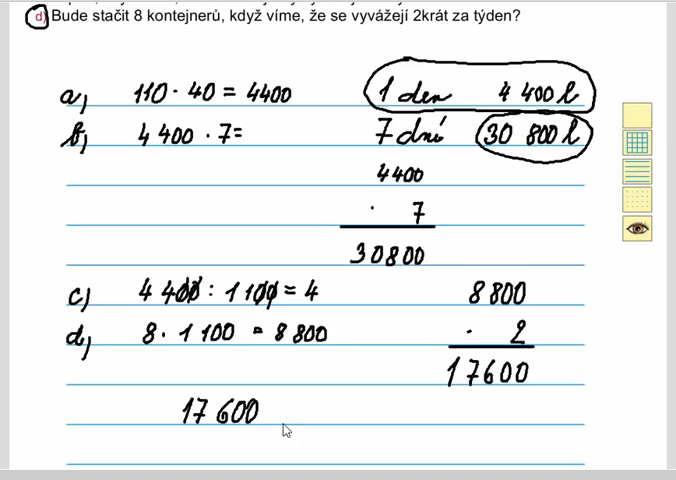 d) Bude stačit 8 kontejnerů, když víme, že se vyvážejí 2krát za týden?
a) 110 · 40 = 4400 1 den 4 400 l
b) 4 400 · 7= 7 dní 30 800 l
4400
· 7
30800
c) 4 400 : 1 100 = 4 8 800
d) 8 · 1 100 = 8 800 · 2
17600
17 600